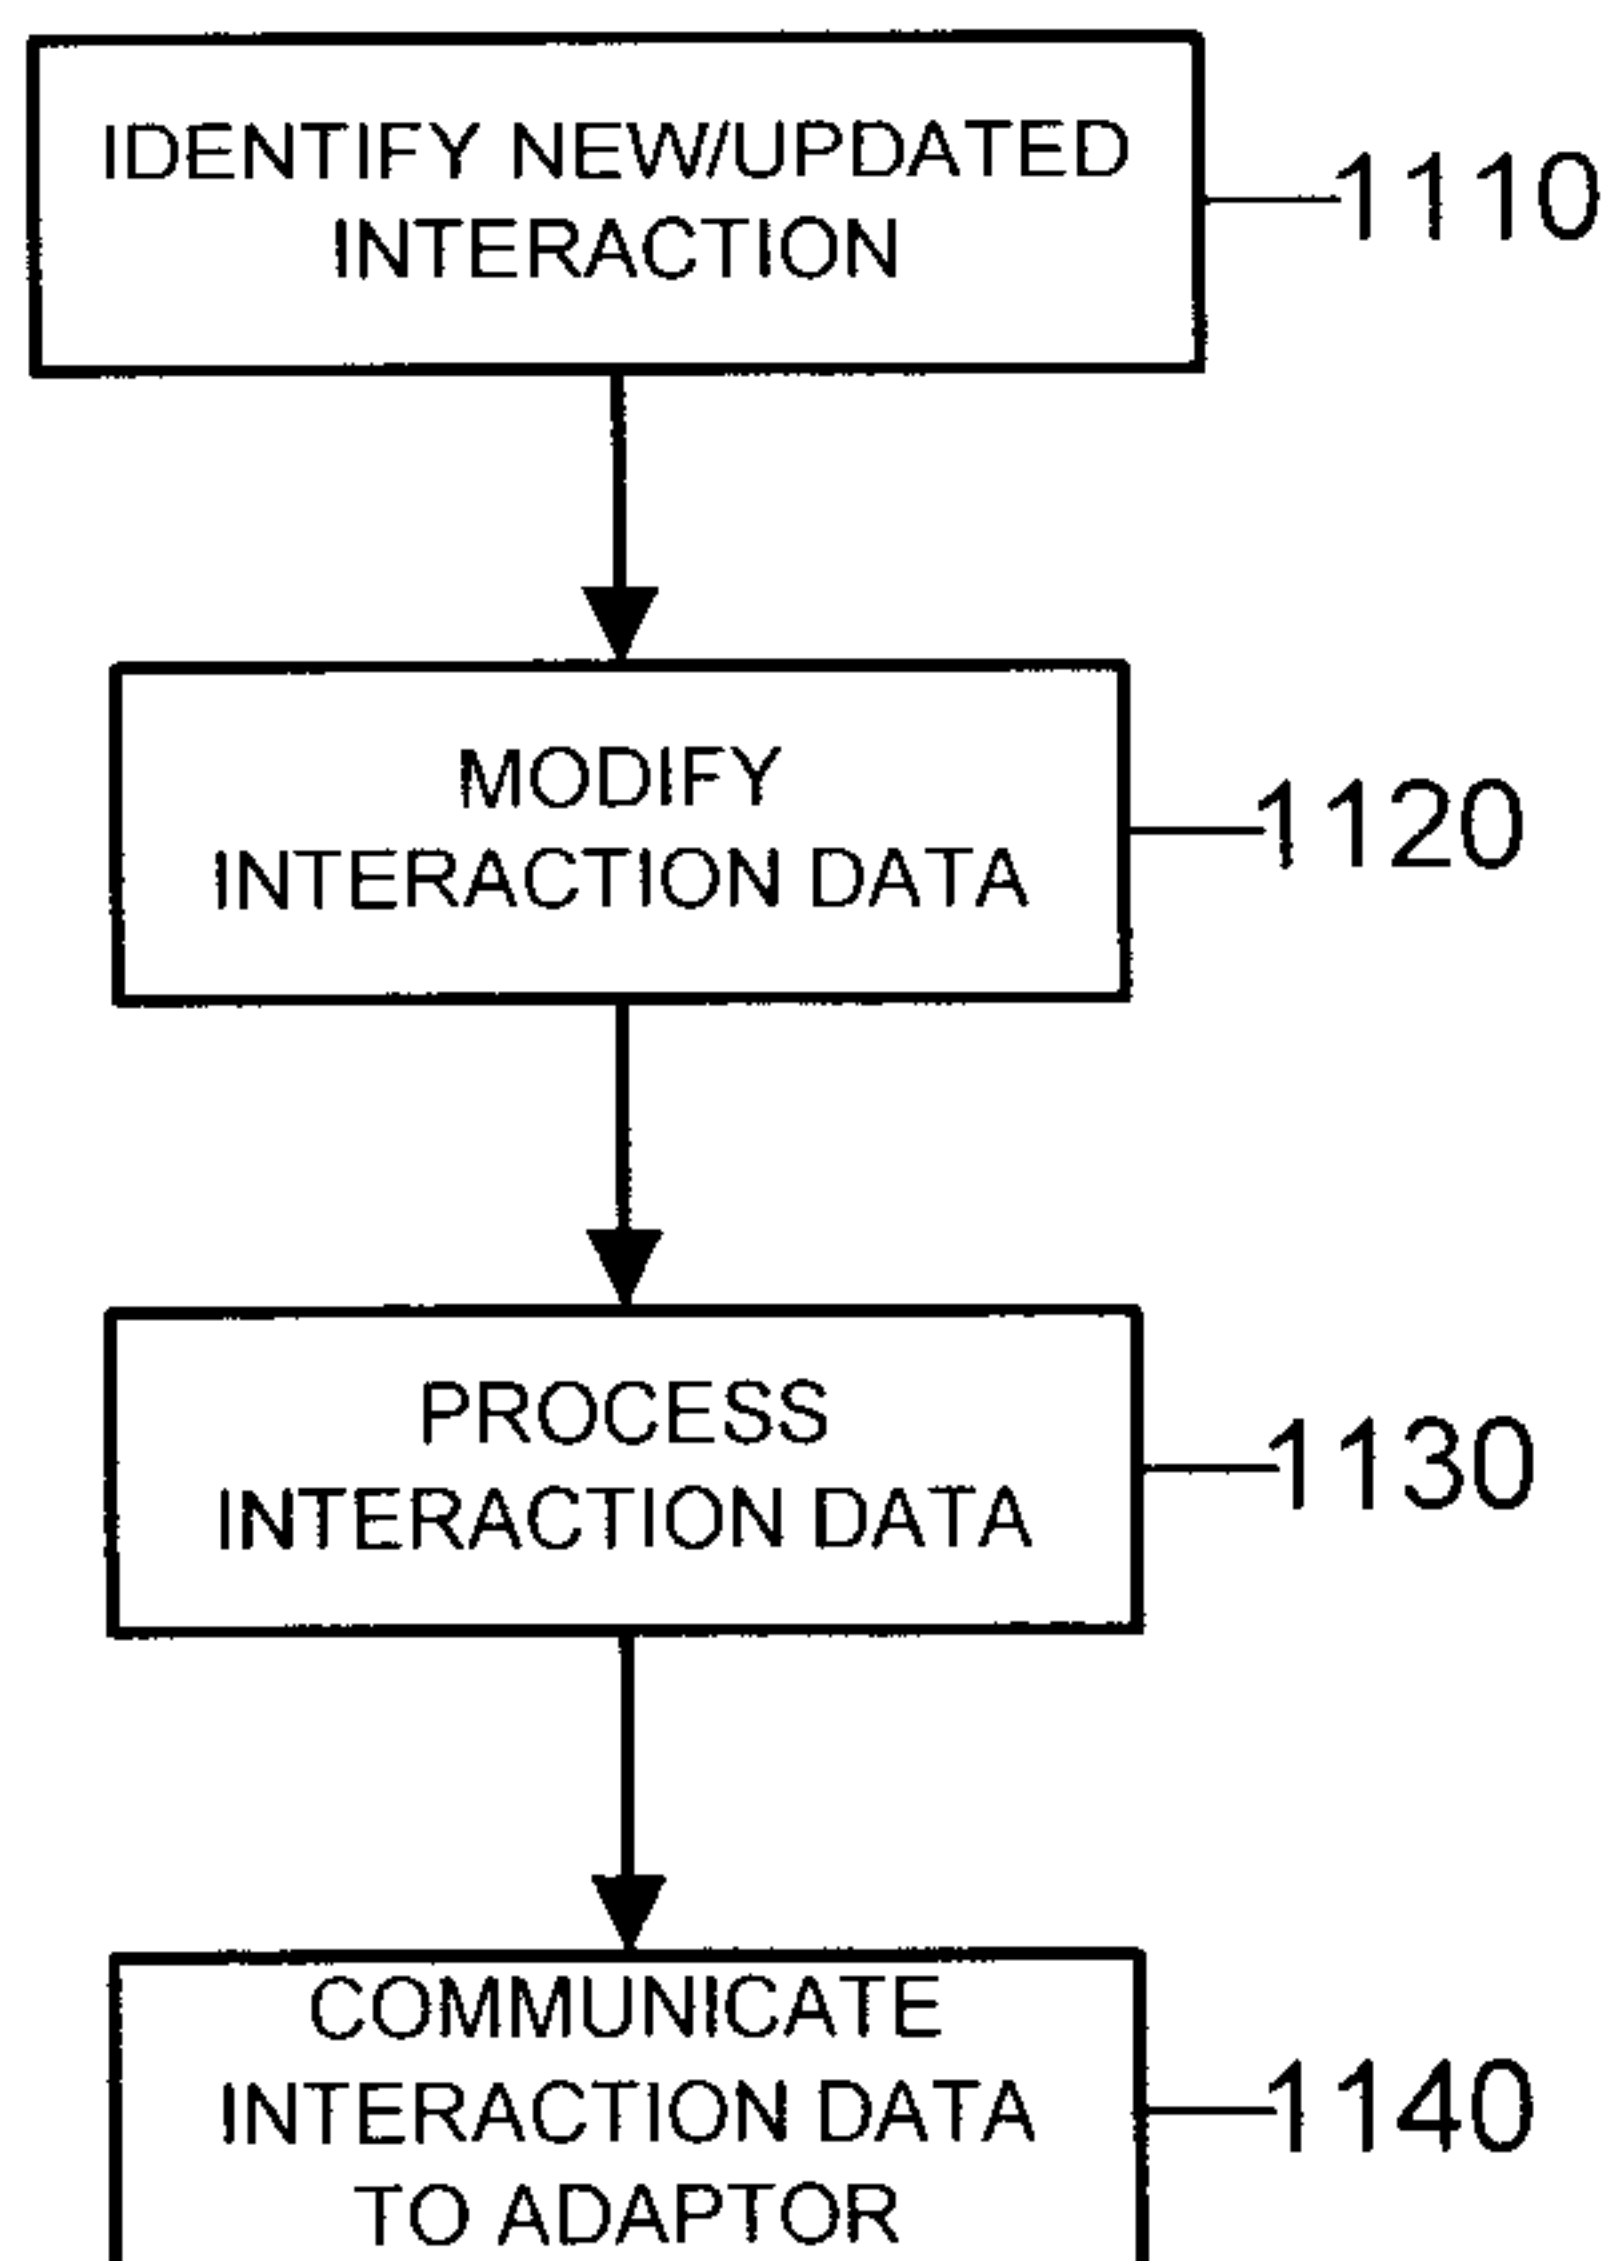 IDENTIFY NEW/UPDATED
INTERACTION
1110
MODIFY
INTERACTION DATA
1120
PROCESS
INTERACTION DATA
1130
COMMUNICATE
INTERACTION DATA
TO ADAPTOR
1140